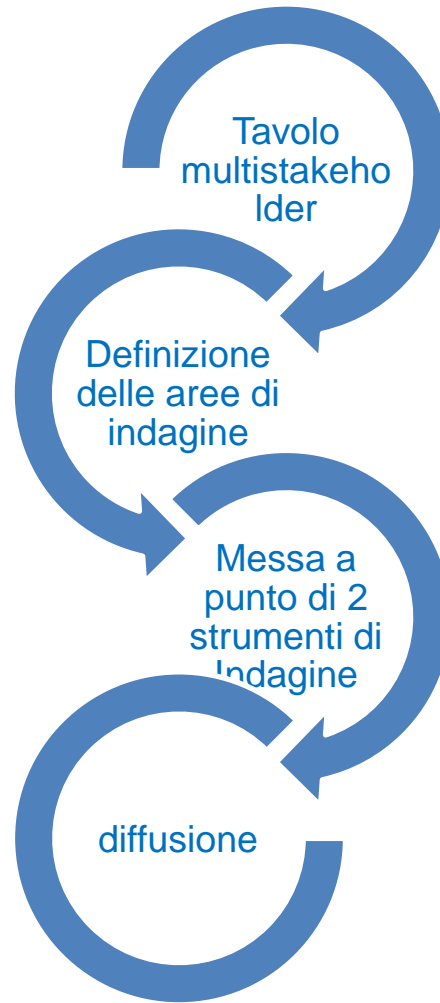 Tavolo
multistakeho
lder
Definizione
delle aree di
indagine
Messa a
punto di 2
strumenti di
Indagine
diffusione